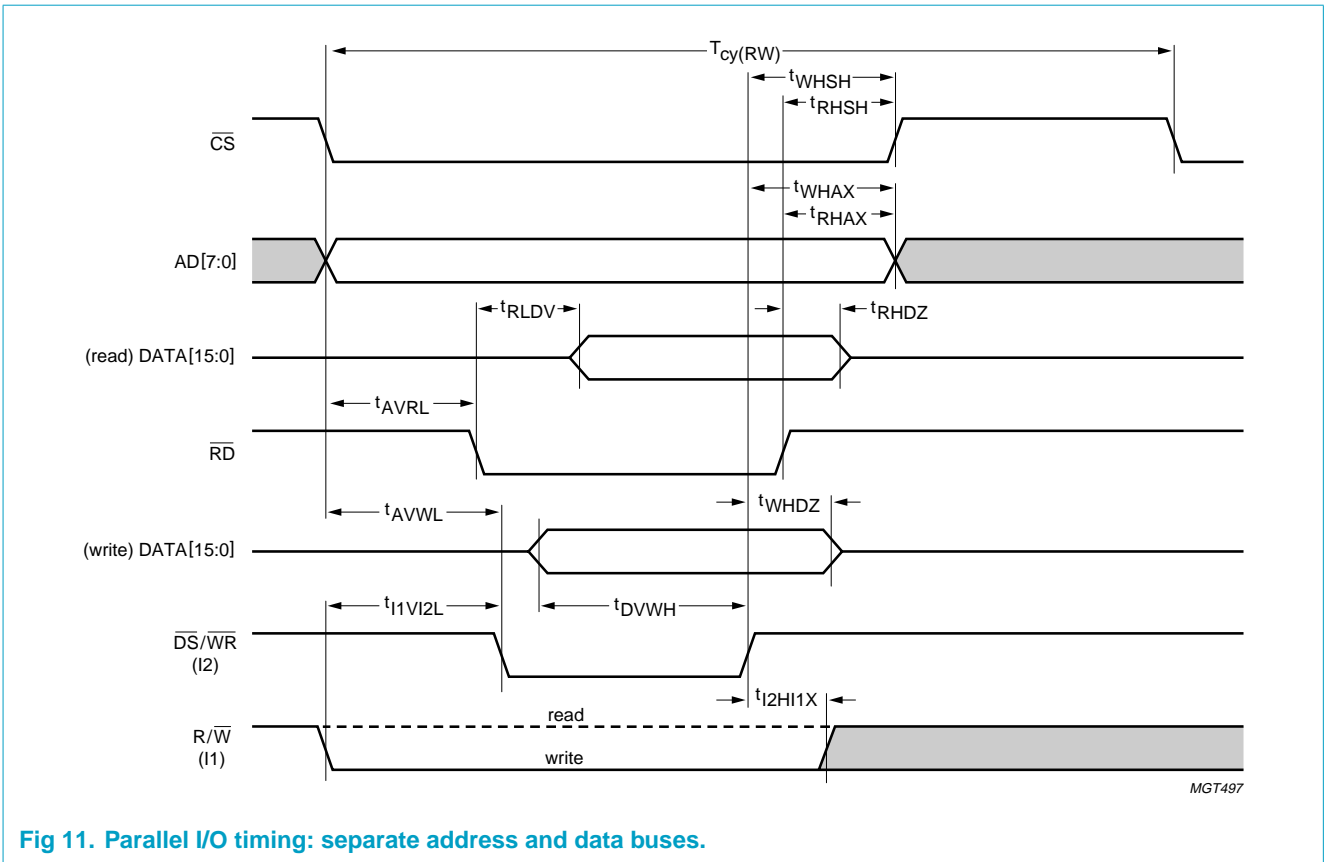 Tcy(RW)
tWHSH
tRHSH
CS
tWHAX
tRHAX
AD[7:0]
tRLDV
tRHDZ
(read) DATA[15:0]
tAVRL
RD
tWHDZ
tAVWL
(write) DATA[15:0]
tI1VI2L
tDVWH
DS/WR
(I2)
tI2HI1X
read
R/W
(I1)
write
MGT497
Fig 11. Parallel I/O timing: separate address and data buses.